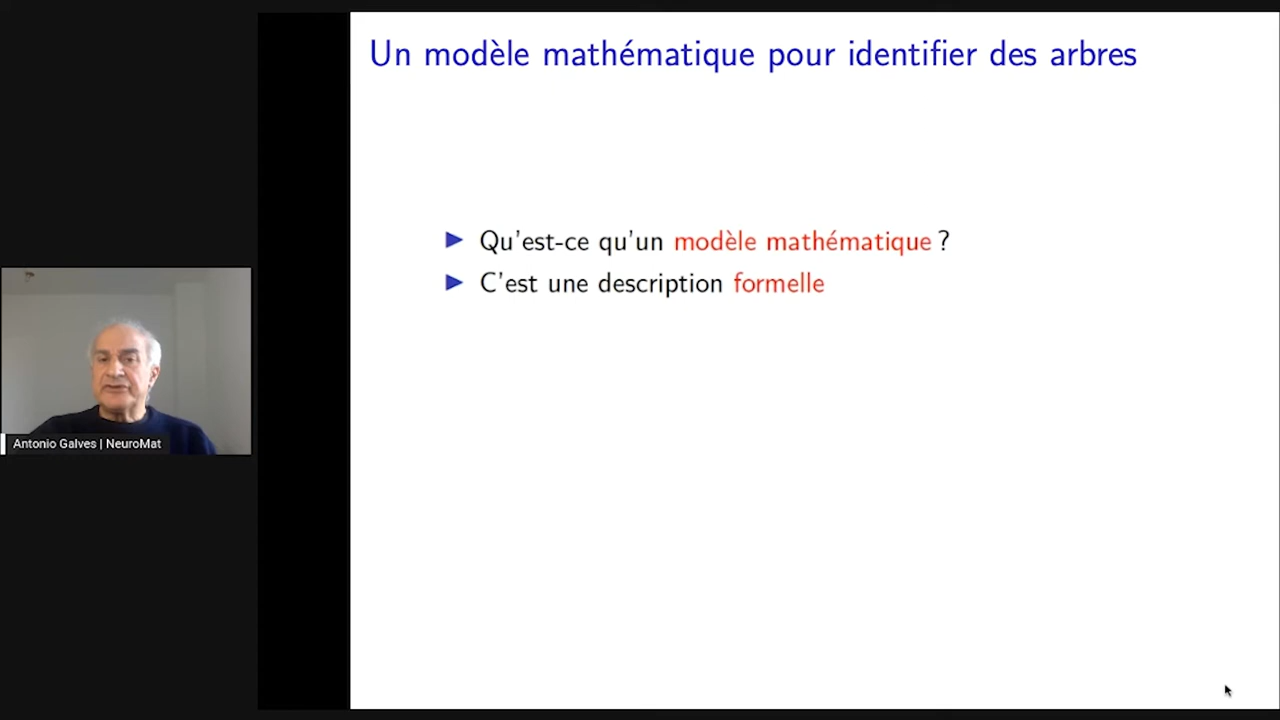 Un modèle mathématique pour identifier des arbres
Qu'est-ce qu'un modèle mathématique ?
C'est une description formelle
Antonio Galves | NeuroMat